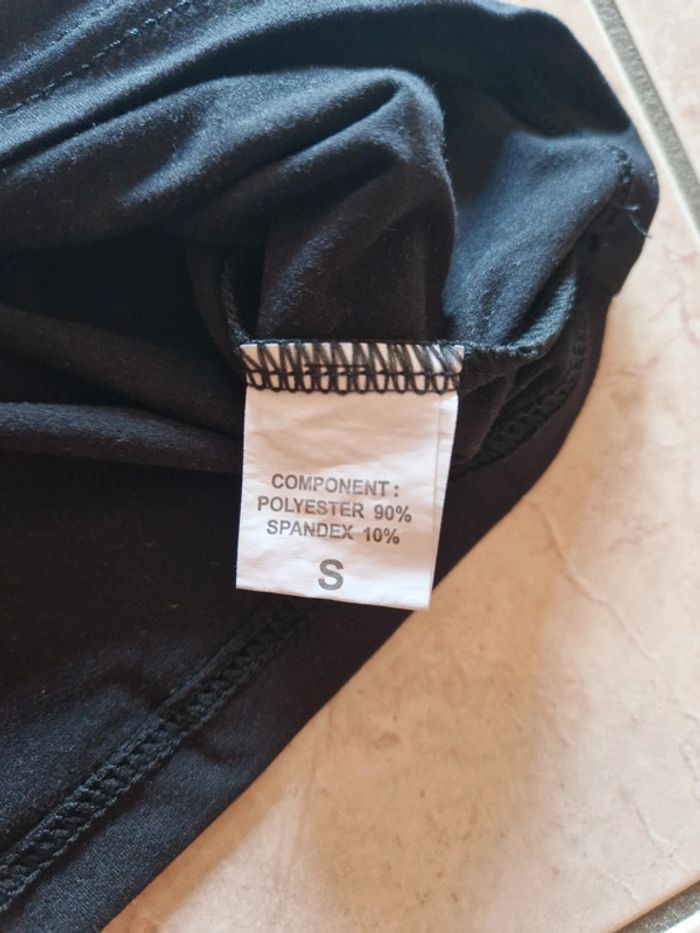 COMPONENT :
POLYESTER 90%
SPANDEX 10%
S